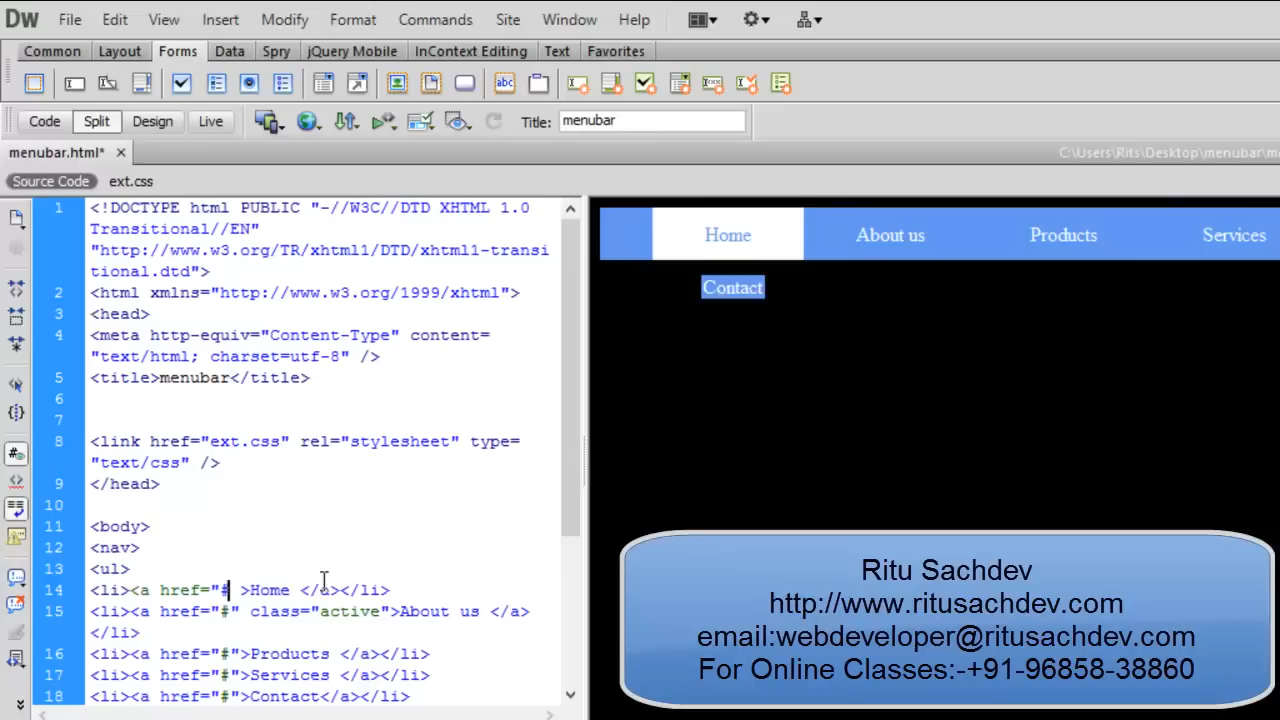 Dw File Edit View Insert Modify Format Commands Site Window Help
Common Layout Forms Data Spry jQuery Mobile InContext Editing Text Favorites
Code Split Design Live Title: menubar
menubar.html* C:\Users\Rits\Desktop\menubar\m
Source Code ext.css
1 <!DOCTYPE html PUBLIC "-//W3C//DTD XHTML 1.0
Transitional//EN"
"http://www.w3.org/TR/xhtml1/DTD/xhtml1-transi
tional.dtd">
2 <html xmlns="http://www.w3.org/1999/xhtml">
3 <head>
4 <meta http-equiv="Content-Type" content=
"text/html; charset=utf-8" />
5 <title>menubar</title>
6
7
8 <link href="ext.css" rel="stylesheet" type=
"text/css" />
9 </head>
10
11 <body>
12 <nav>
13 <ul>
14 <li><a href="# >Home </a></li>
15 <li><a href="#" class="active">About us </a>
</li>
16 <li><a href="#">Products </a></li>
17 <li><a href="#">Services </a></li>
18 <li><a href="#">Contact</a></li>
Home About us Products Services
Contact
Ritu Sachdev
http://www.ritusachdev.com
email:webdeveloper@ritusachdev.com
For Online Classes:-+91-96858-38860